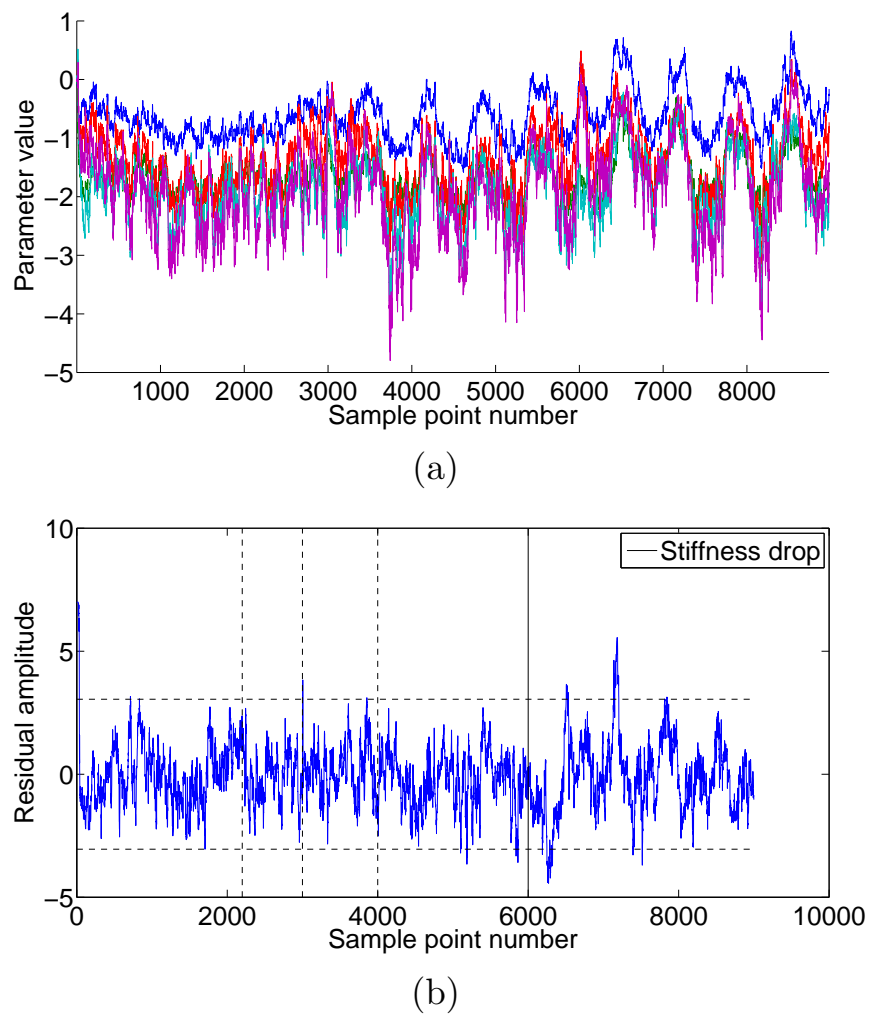 1
0
−1
−2
−3
−4
−5
Parameter value
1000 2000 3000 4000 5000 6000 7000 8000
Sample point number
(a)
10
5
0
−5
Residual amplitude
Stiffness drop
0 2000 4000 6000 8000 10000
Sample point number
(b)